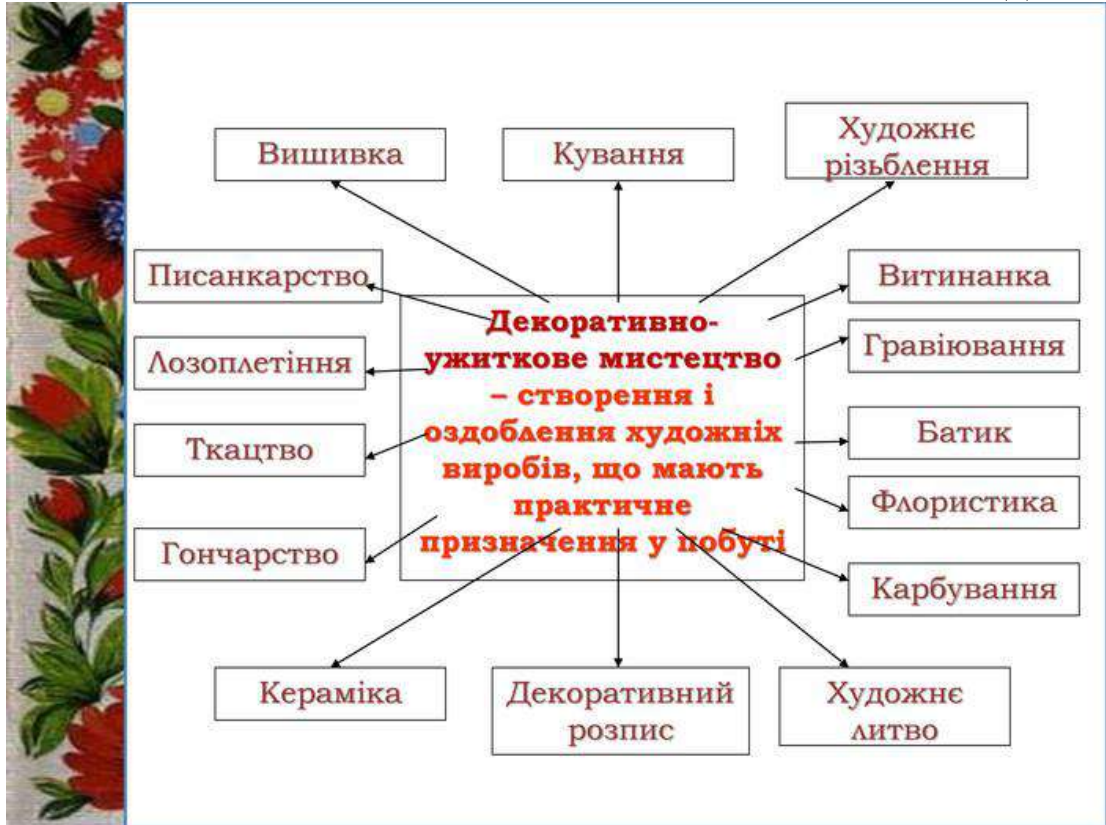 Вишивка
Кування
Художнє
різьблення
Писанкарство
Витинанка
Лозоплетіння
Гравіювання
Ткацтво
Батик
Гончарство
Флористика
Карбування
Декоративно-
ужиткове мистецтво
– створення і
оздоблення художніх
виробів, що мають
практичне
призначення у побуті
Кераміка
Декоративний
розпис
Художнє
литво